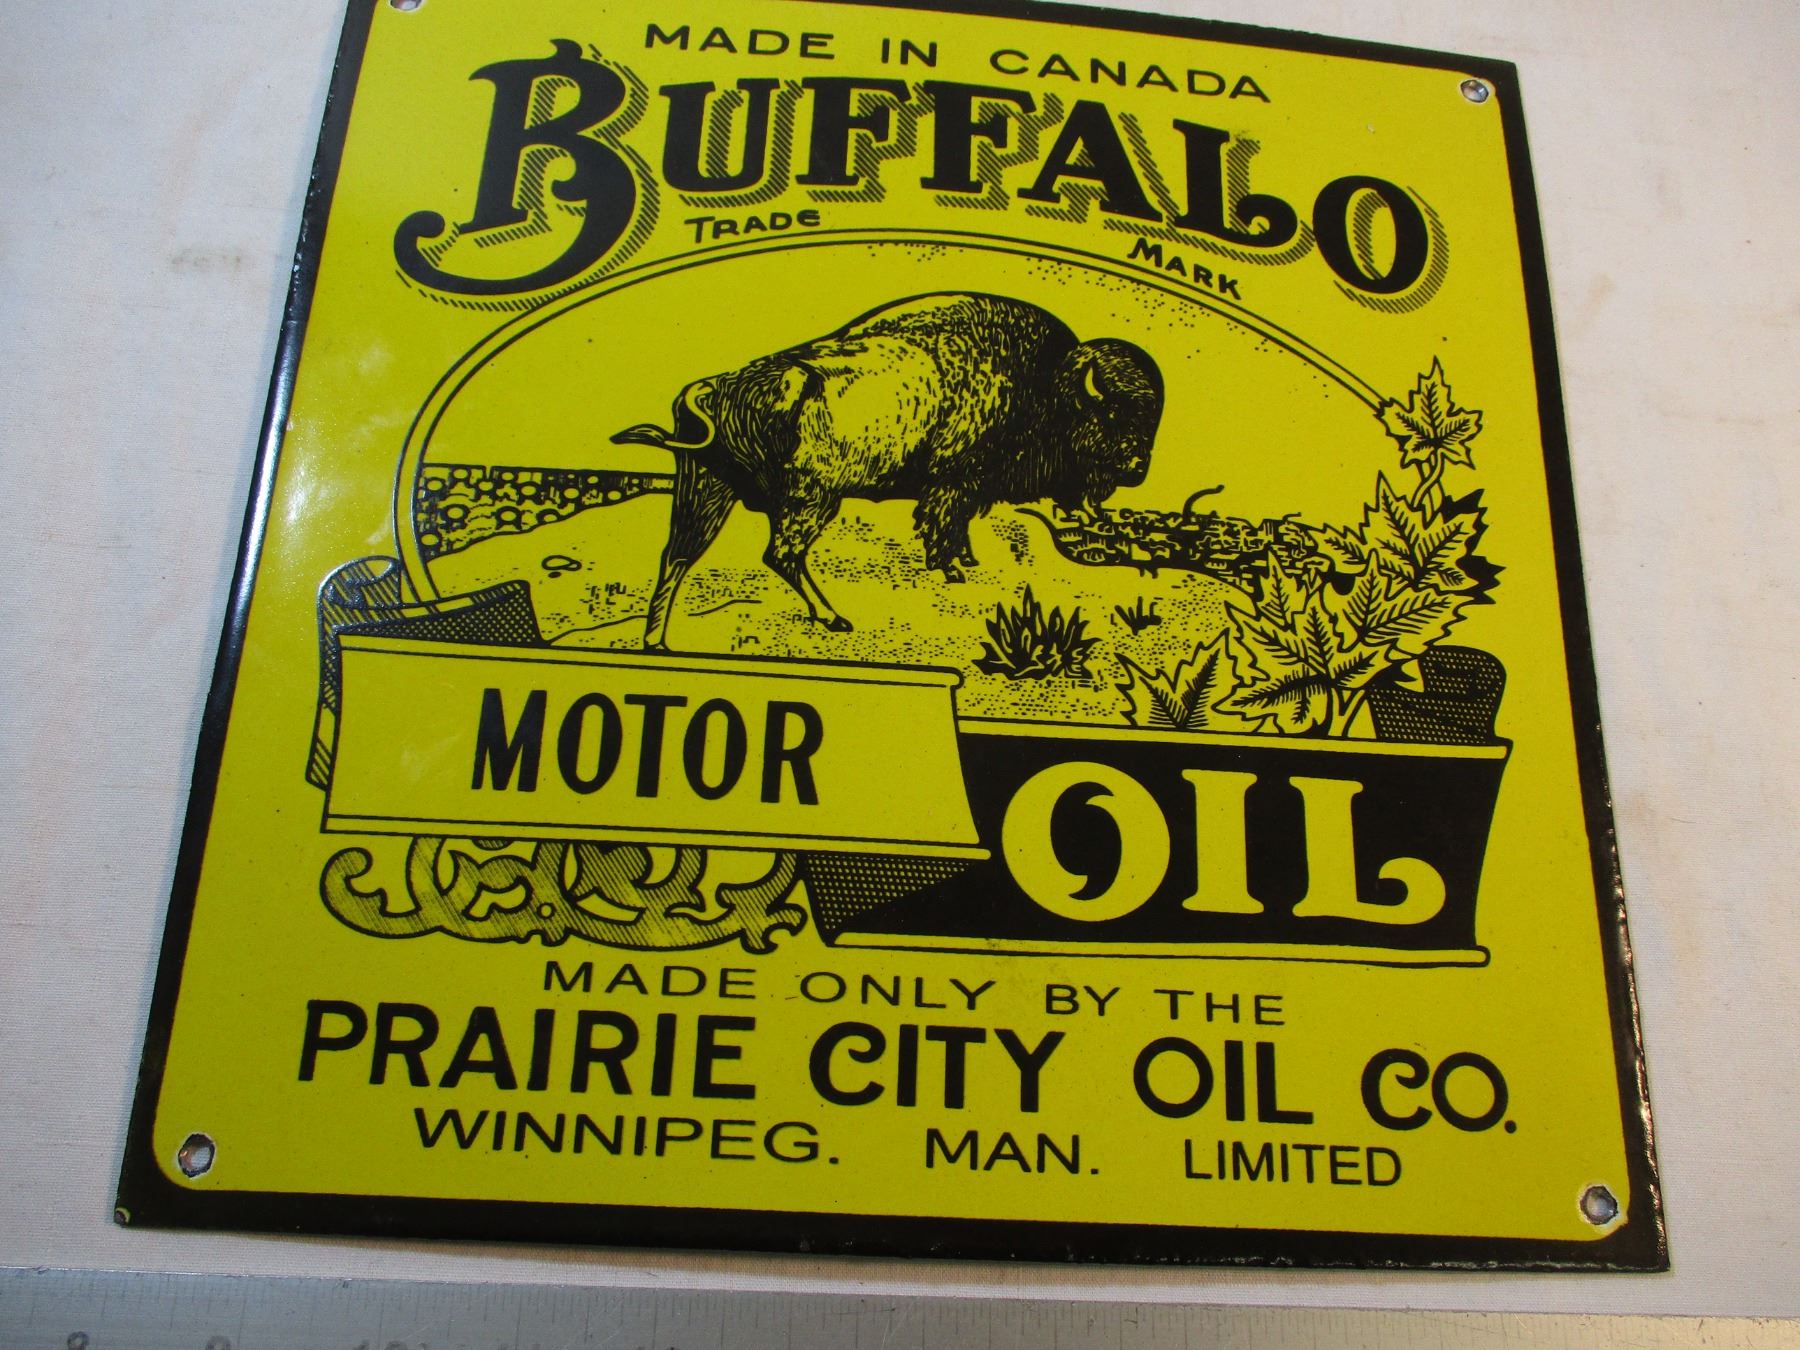 MADE IN CANADA
BUFFALO
TRADE MARK
MOTOR
OIL
MADE ONLY BY THE
PRAIRIE CITY OIL CO.
WINNIPEG. MAN. LIMITED